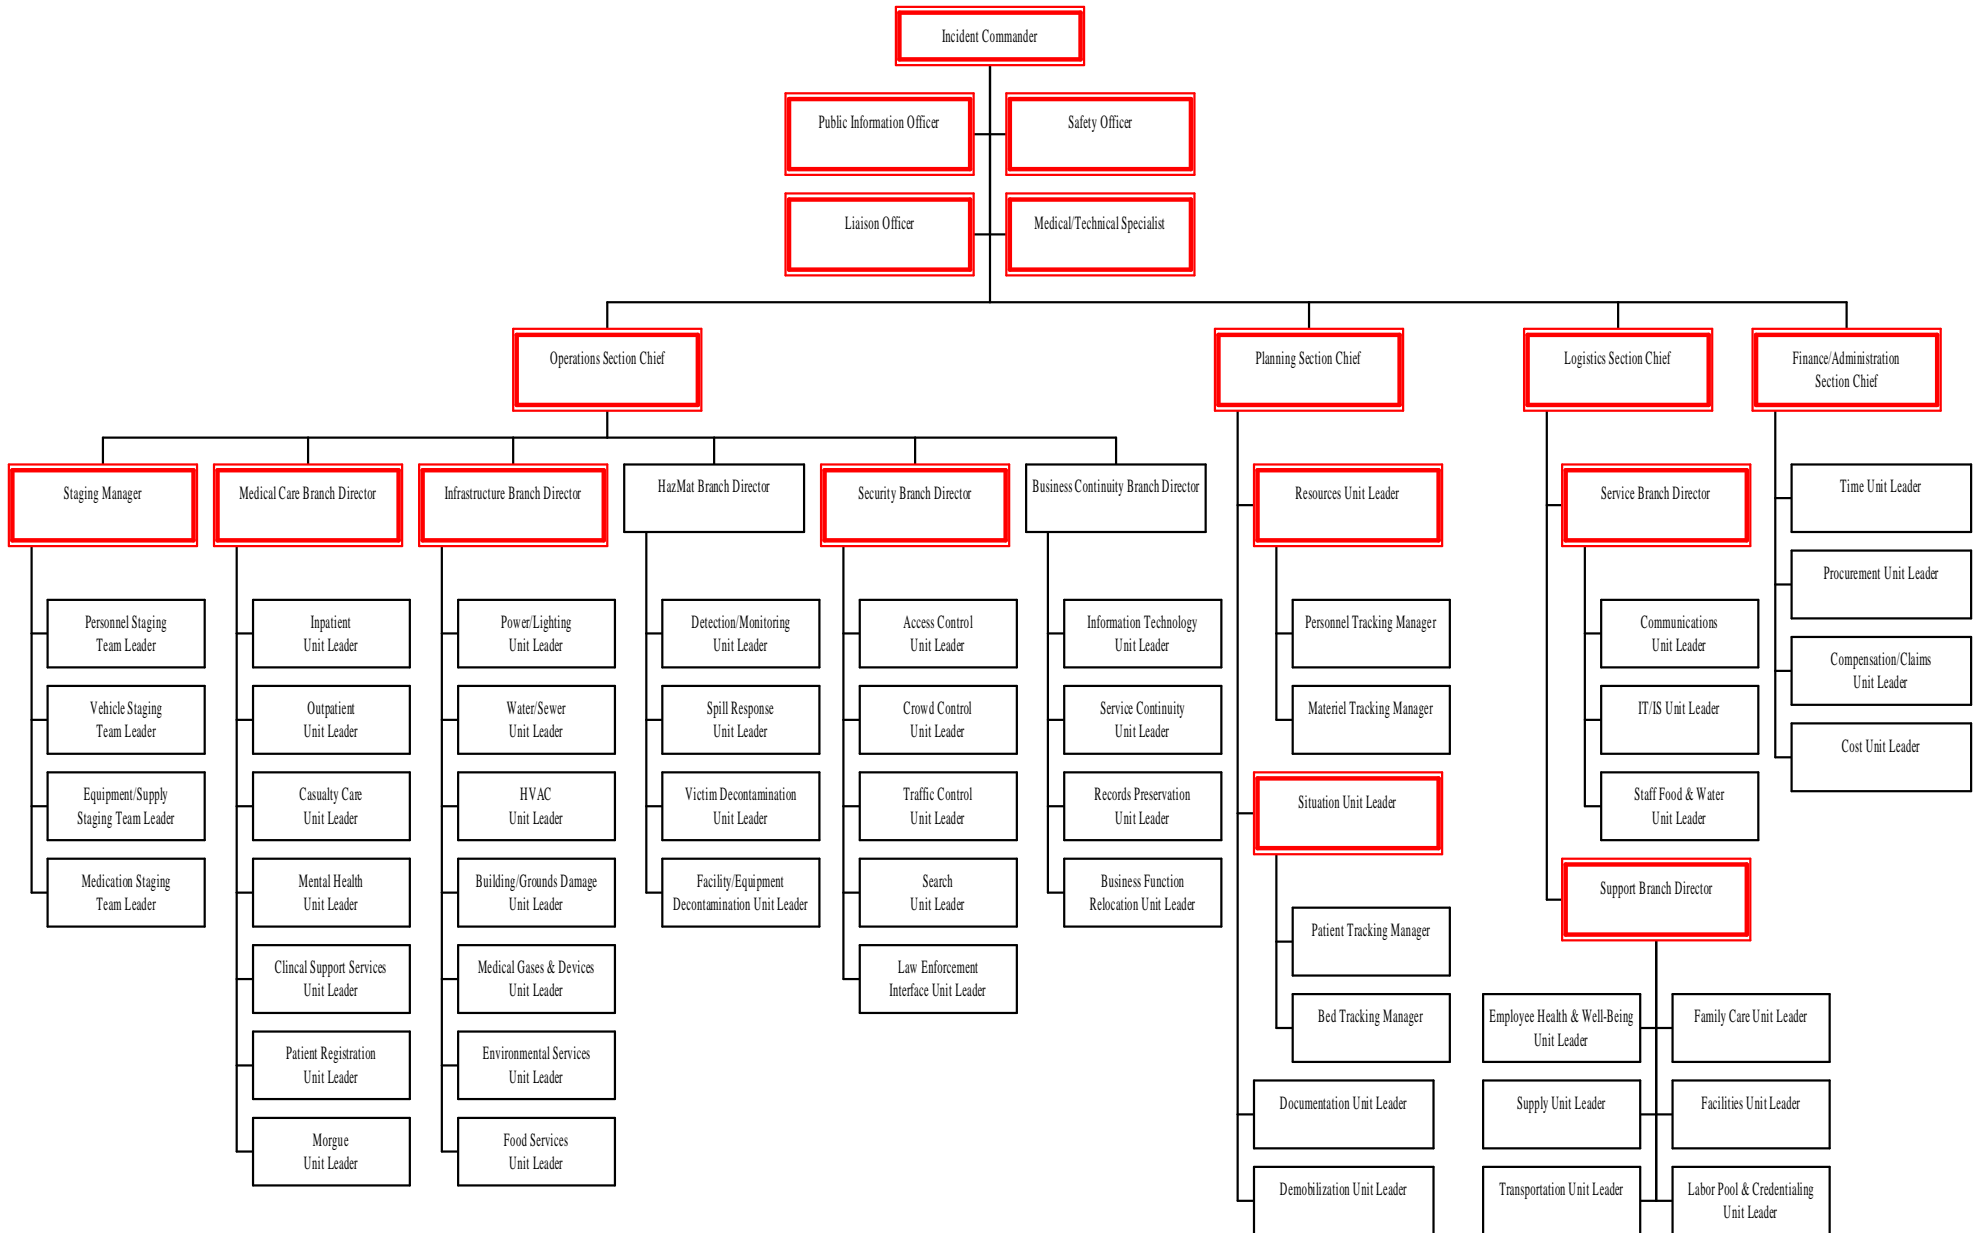 Incident Commander
Public Information Officer
Safety Officer
Liaison Officer
Medical/Technical Specialist
Operations Section Chief
Planning Section Chief
Logistics Section Chief
Finance/Administration
Section Chief
Staging Manager
Medical Care Branch Director
Infrastructure Branch Director
HazMat Branch Director
Security Branch Director
Business Continuity Branch Director
Resources Unit Leader
Service Branch Director
Time Unit Leader
Procurement Unit Leader
Compensation/Claims
Unit Leader
Cost Unit Leader
Personnel Staging
Team Leader
Vehicle Staging
Team Leader
Equipment/Supply
Staging Team Leader
Medication Staging
Team Leader
Inpatient
Unit Leader
Outpatient
Unit Leader
Casualty Care
Unit Leader
Mental Health
Unit Leader
Clincal Support Services
Unit Leader
Patient Registration
Unit Leader
Morgue
Unit Leader
Power/Lighting
Unit Leader
Water/Sewer
Unit Leader
HVAC
Unit Leader
Building/Grounds Damage
Unit Leader
Medical Gases & Devices
Unit Leader
Environmental Services
Unit Leader
Food Services
Unit Leader
Detection/Monitoring
Unit Leader
Spill Response
Unit Leader
Victim Decontamination
Unit Leader
Facility/Equipment
Decontamination Unit Leader
Access Control
Unit Leader
Crowd Control
Unit Leader
Traffic Control
Unit Leader
Search
Unit Leader
Law Enforcement
Interface Unit Leader
Information Technology
Unit Leader
Service Continuity
Unit Leader
Records Preservation
Unit Leader
Business Function
Relocation Unit Leader
Personnel Tracking Manager
Materiel Tracking Manager
Situation Unit Leader
Patient Tracking Manager
Bed Tracking Manager
Documentation Unit Leader
Demobilization Unit Leader
Communications
Unit Leader
IT/IS Unit Leader
Staff Food & Water
Unit Leader
Support Branch Director
Employee Health & Well-Being
Unit Leader
Family Care Unit Leader
Supply Unit Leader
Facilities Unit Leader
Transportation Unit Leader
Labor Pool & Credentialing
Unit Leader